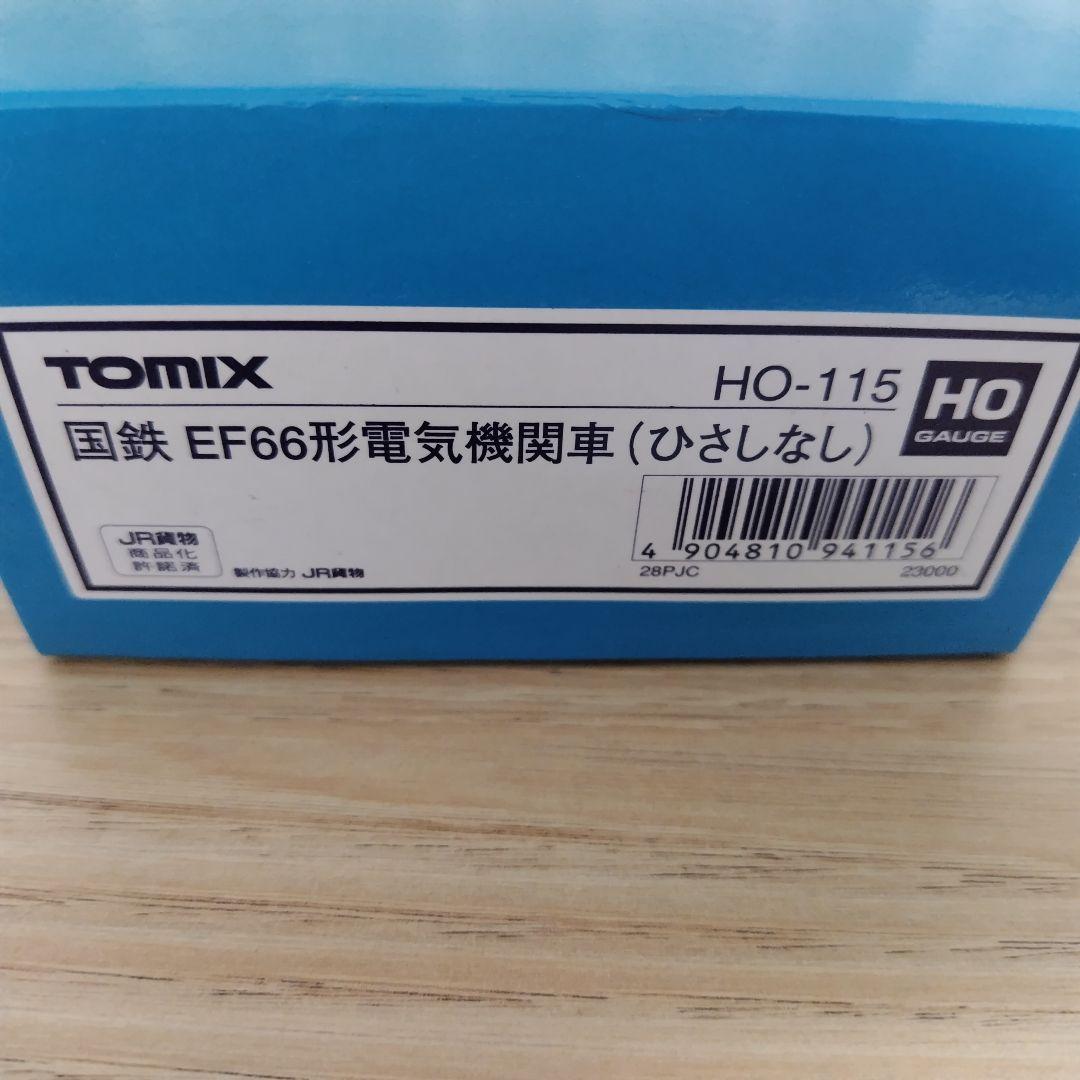 TOMIX
HO-115
HO
GAUGE
国鉄 EF66形電気機関車(ひさしなし)
JR貨物
商品化
許諾済
製作協力 JR貨物
4 904810 941156
28PJC
23000